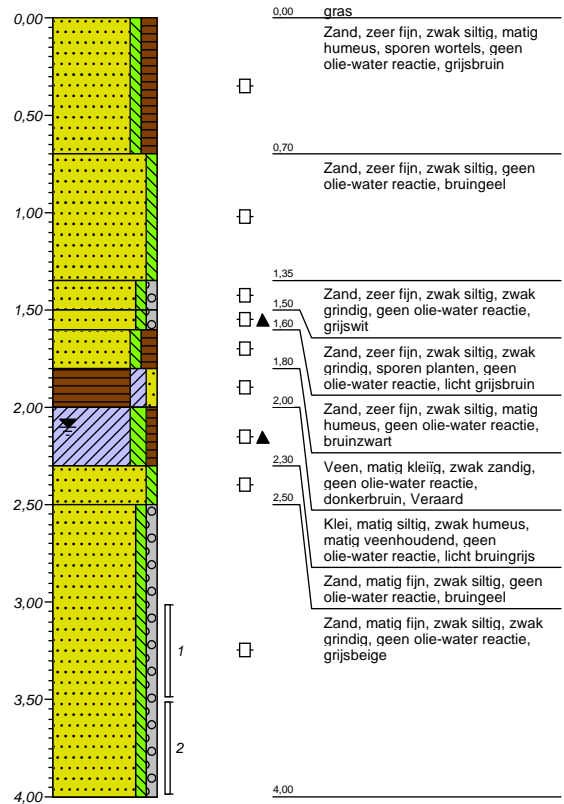 0,00
0,50
1,00
1,50
2,00
2,50
3,00
3,50
4,00
1
2
0,00
gras
Zand, zeer fijn, zwak siltig, matig
humeus, sporen wortels, geen
olie-water reactie, grijsbruin
0,70
Zand, zeer fijn, zwak siltig, geen
olie-water reactie, bruingeel
1,35
Zand, zeer fijn, zwak siltig, zwak
grindig, geen olie-water reactie,
grijswit
1,50
Zand, zeer fijn, zwak siltig, zwak
grindig, sporen planten, geen
olie-water reactie, licht grijsbruin
1,60
Zand, zeer fijn, zwak siltig, matig
humeus, geen olie-water reactie,
bruinzwart
1,80
Veen, matig kleiïg, zwak zandig,
geen olie-water reactie,
donkerbruin, Veraard
2,00
Klei, matig siltig, zwak humeus,
matig veenhoudend, geen
olie-water reactie, licht bruingrijs
2,30
Zand, matig fijn, zwak siltig, geen
olie-water reactie, bruingeel
2,50
Zand, matig fijn, zwak siltig, zwak
grindig, geen olie-water reactie,
grijsbeige
4,00